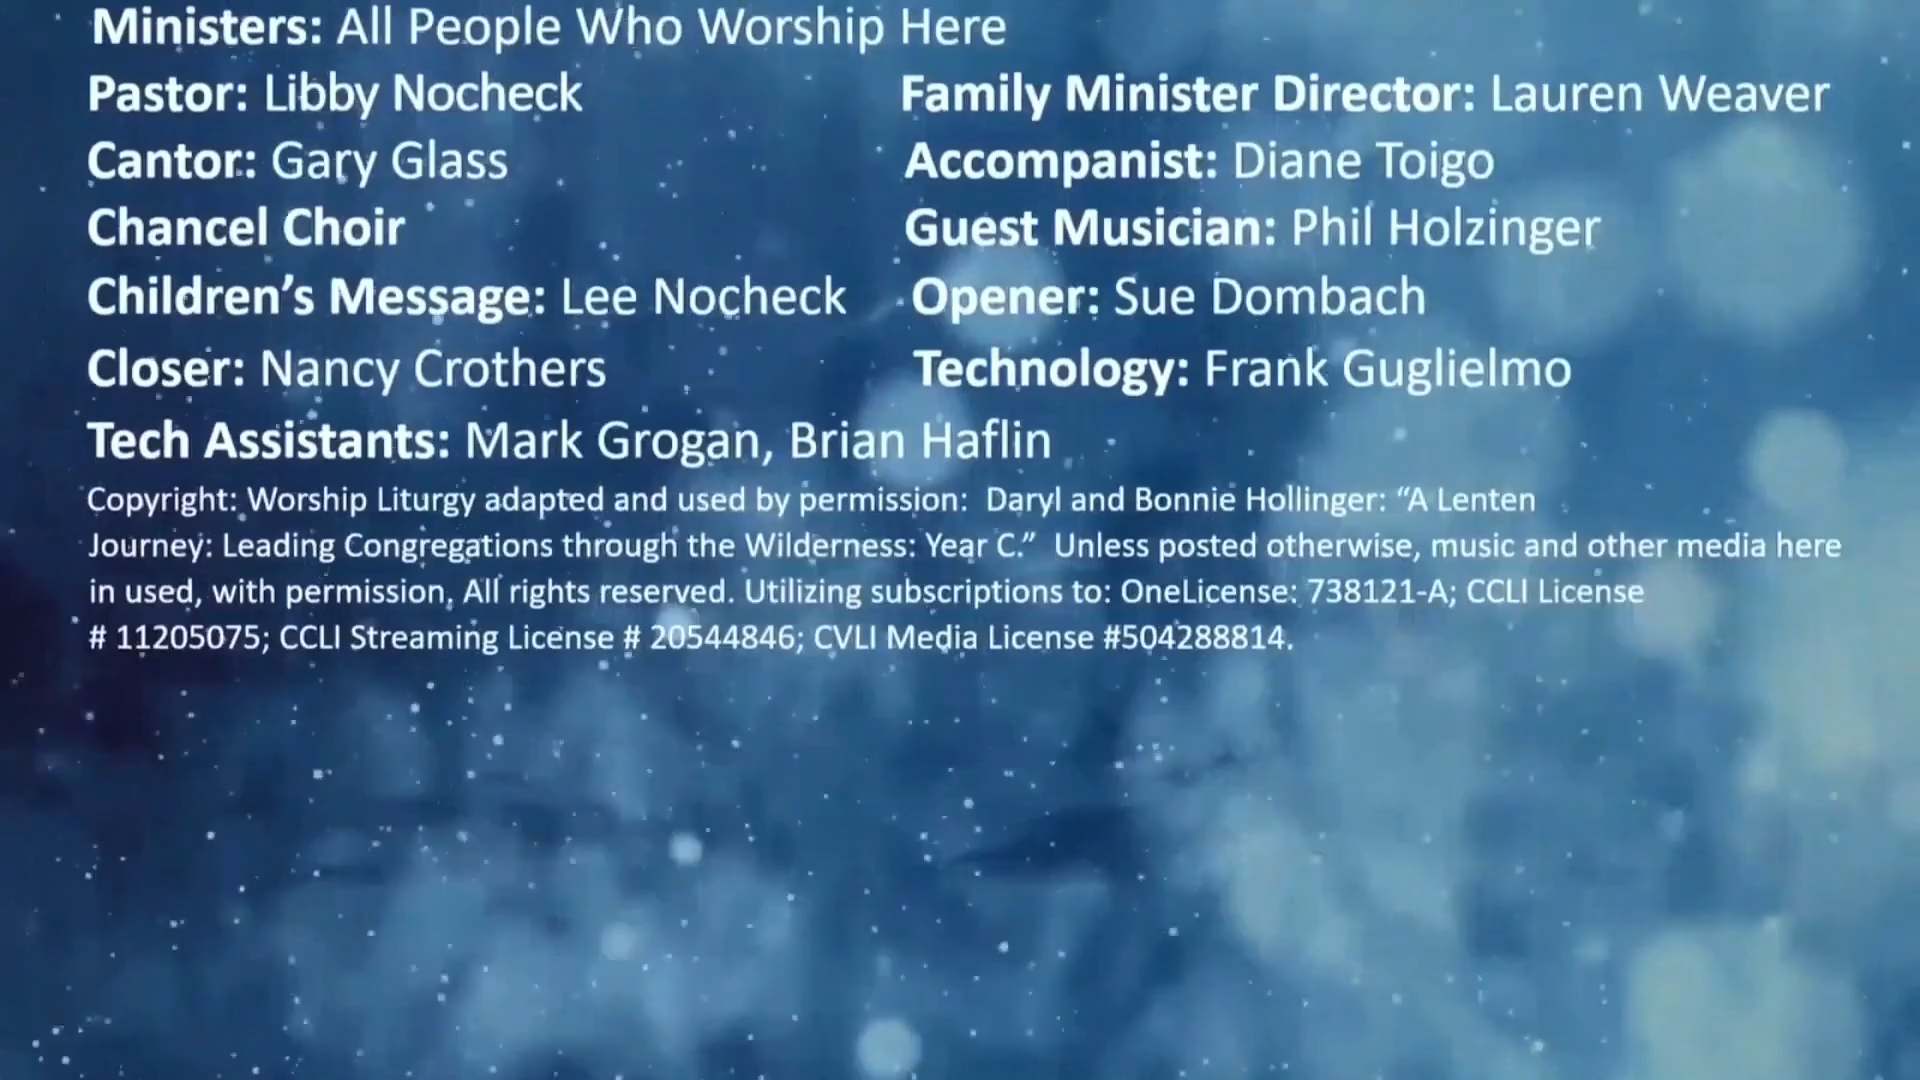 Ministers: All People Who Worship Here
Pastor: Libby Nocheck Family Minister Director: Lauren Weaver
Cantor: Gary Glass Accompanist: Diane Toigo
Chancel Choir Guest Musician: Phil Holzinger
Children’s Message: Lee Nocheck Opener: Sue Dombach
Closer: Nancy Crothers Technology: Frank Guglielmo
Tech Assistants: Mark Grogan, Brian Haflin
Copyright: Worship Liturgy adapted and used by permission: Daryl and Bonnie Hollinger: “A Lenten
Journey: Leading Congregations through the Wilderness: Year C.” Unless posted otherwise, music and other media here
in used, with permission. All rights reserved. Utilizing subscriptions to: OneLicense: 738121-A; CCLI License
# 11205075; CCLI Streaming License # 20544846; CVLI Media License #504288814.